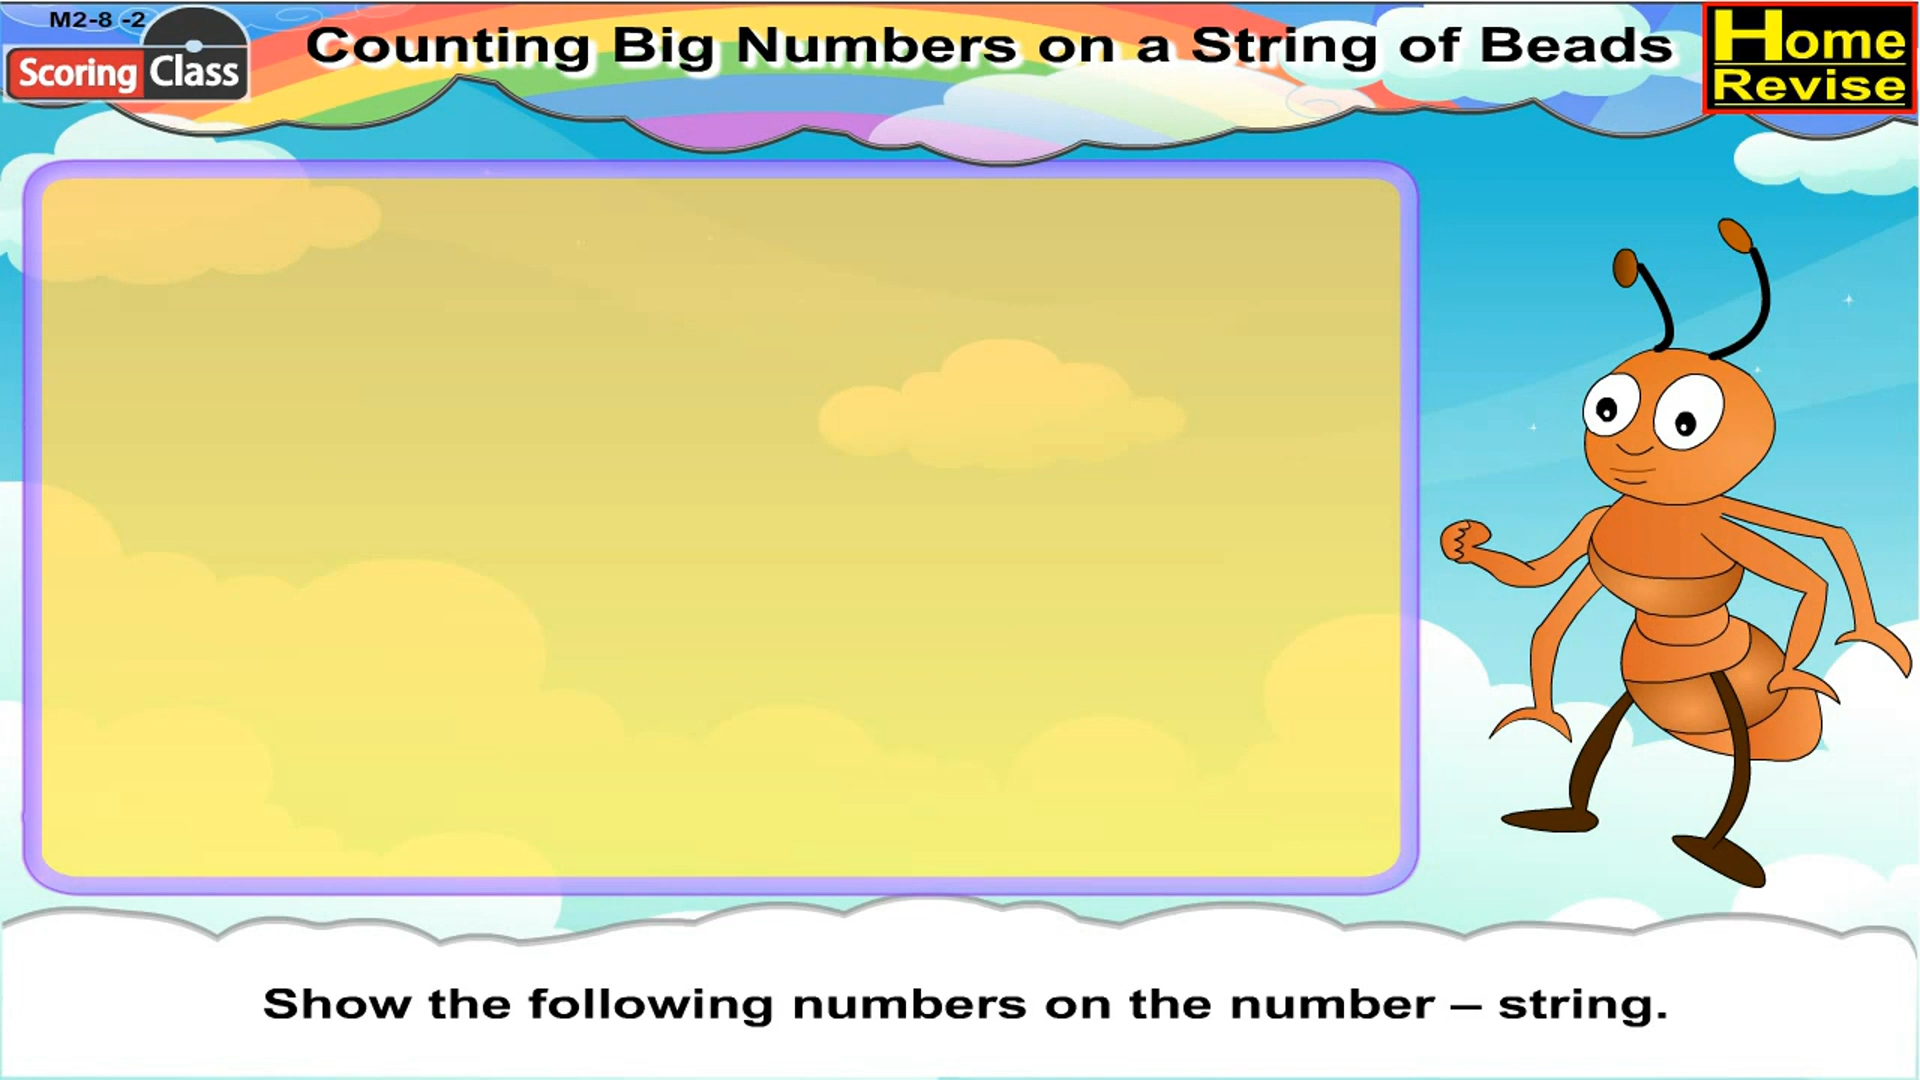 M2-8 -2
Scoring Class
Counting Big Numbers on a String of Beads
Home
Revise
Show the following numbers on the number – string.